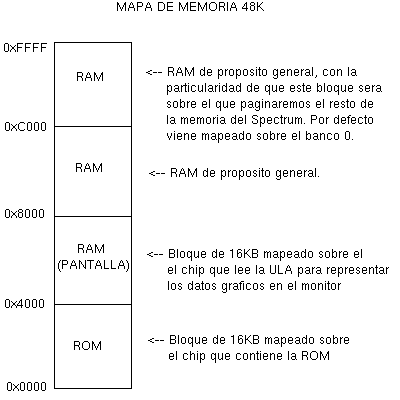 MAPA DE MEMORIA 48K
0xFFFF
RAM
<-- RAM de proposito general, con la
particularidad de que este bloque sera
sobre el que paginaremos el resto de
la memoria del Spectrum. Por defecto
viene mapeado sobre el banco 0.
0xC000
RAM
<-- RAM de proposito general.
0x8000
RAM
(PANTALLA)
<-- Bloque de 16KB mapeado sobre el
el chip que lee la ULA para representar
los datos graficos en el monitor
0x4000
ROM
<-- Bloque de 16KB mapeado sobre
el chip que contiene la ROM
0x0000